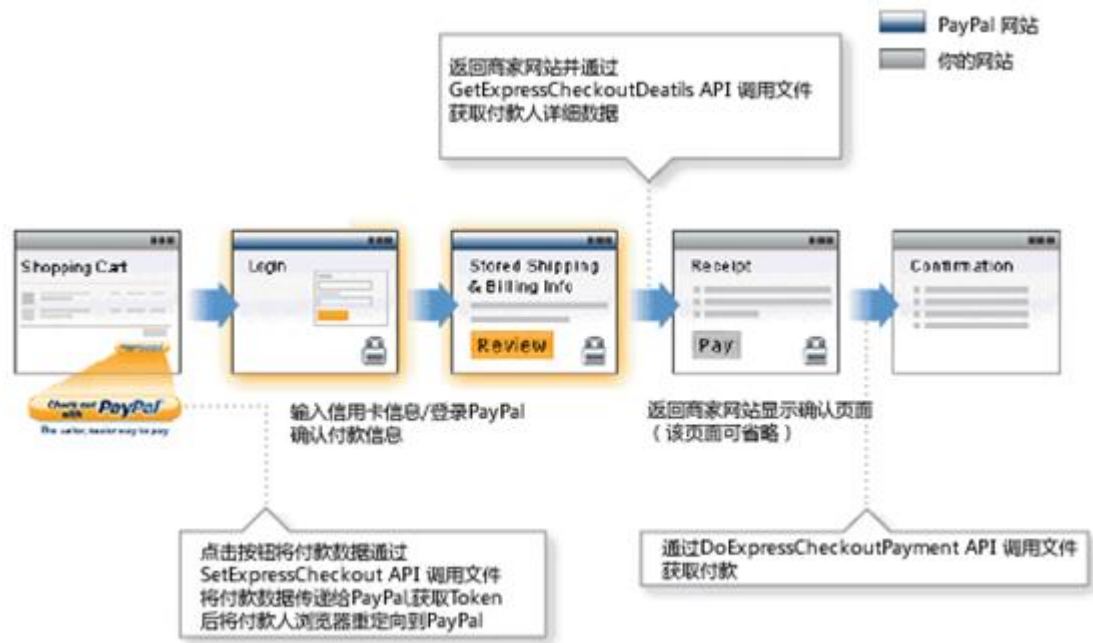 PayPal 网站
你的网站
返回商家网站并通过
GetExpressCheckoutDeatils API 调用文件
获取付款人详细数据
Shopping Cart
Login
Stored Shipping
& Billing Info
Review
Receipt
Pay
Confirmation
Check out
with PayPal
The safer, easier way to pay
输入信用卡信息/登录PayPal
确认付款信息
返回商家网站显示确认页面
（该页面可省略）
点击按钮将付款数据通过
SetExpressCheckout API 调用文件
将付款数据传递给PayPal,获取Token
后将付款人浏览器重定向到PayPal
通过DoExpressCheckoutPayment API 调用文件
获取付款